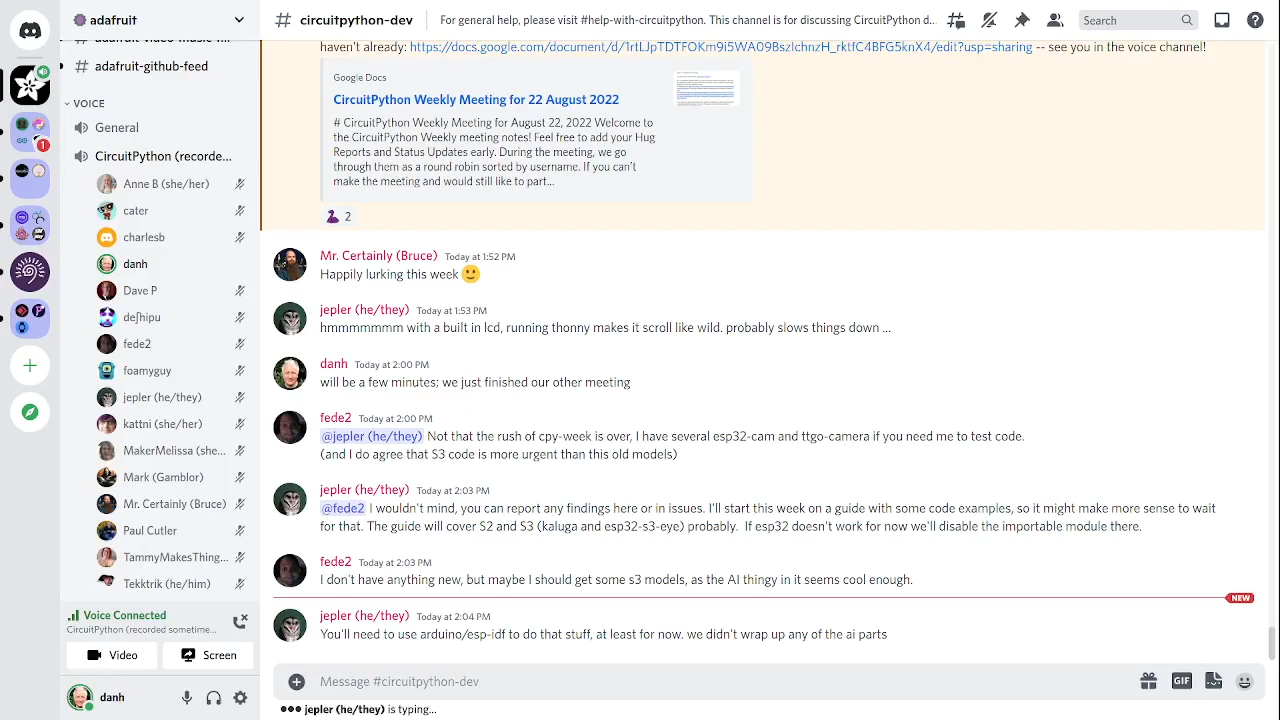 adafruit
# circuitpython-dev
For general help, please visit #help-with-circuitpython. This channel is for discussing CircuitPython d...
Search
# adafruit-github-feed
VOICE
General
CircuitPython (recorde...
Anne B (she/her)
cater
charlesb
danh
Dave P
deʃhipu
fede2
foamyguy
jepler (he/they)
kattni (she/her)
MakerMelissa (she...
Mark (Gamblor)
Mr. Certainly (Bruce)
Paul Cutler
TammyMakesThing...
Tekktrik (he/him)
Voice Connected
CircuitPython (recorded sometime...
Video
Screen
danh
1
haven't already: https://docs.google.com/document/d/1rtLJpTDTFOKm9i5WA09BszIchnzH_rktfC4BFG5knX4/edit?usp=sharing -- see you in the voice channel!
Google Docs
CircuitPython Weekly Meeting for 22 August 2022
# CircuitPython Weekly Meeting for August 22, 2022 Welcome to
the CircuitPython Weekly meeting notes! Feel free to add your Hug
Reports and Status Updates early. During the meeting, we go
through them as a round robin sorted by username. If you can't
make the meeting and would still like to part...
2
Mr. Certainly (Bruce) Today at 1:52 PM
Happily lurking this week
jepler (he/they) Today at 1:53 PM
hmmmmmmm with a built in lcd, running thonny makes it scroll like wild. probably slows things down ...
danh Today at 2:00 PM
will be a few minutes; we just finished our other meeting
fede2 Today at 2:00 PM
@jepler (he/they) Not that the rush of cpy-week is over, I have several esp32-cam and ttgo-camera if you need me to test code.
(and I do agree that S3 code is more urgent than this old models)
jepler (he/they) Today at 2:03 PM
@fede2 I wouldn't mind, you can report any findings here or in issues. I'll start this week on a guide with some code examples, so it might make more sense to wait
for that. The guide will cover S2 and S3 (kaluga and esp32-s3-eye) probably. If esp32 doesn't work for now we'll disable the importable module there.
fede2 Today at 2:03 PM
I don't have anything new, but maybe I should get some s3 models, as the AI thingy in it seems cool enough.
NEW
jepler (he/they) Today at 2:04 PM
You'll need to use arduino/esp-idf to do that stuff, at least for now. we didn't wrap up any of the ai parts
Message #circuitpython-dev
GIF
jepler (he/they) is typing...